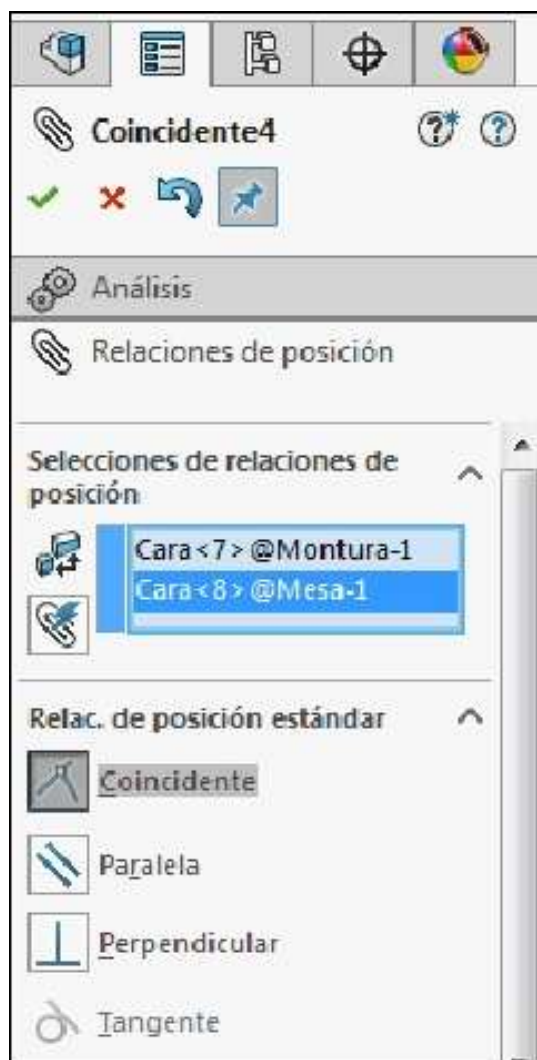 Coincidente4
Análisis
Relaciones de posición
Selecciones de relaciones de
posición
Cara<7>@Montura-1
Cara<8>@Mesa-1
Relac. de posición estándar
Coincidente
Paralela
Perpendicular
Tangente